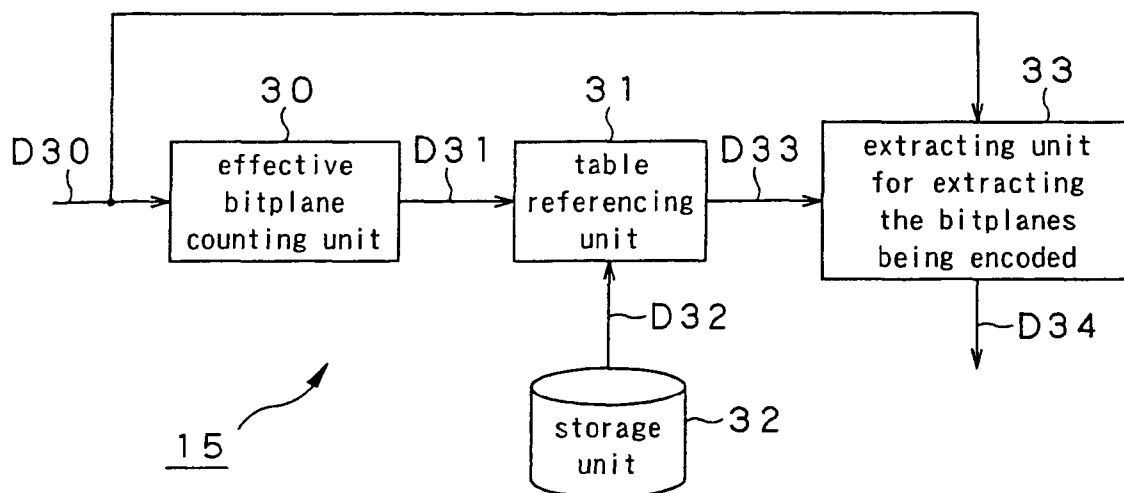 30
31
33
D30
effective
bitplane
counting unit
D31
table
referencing
unit
D33
extracting unit
for extracting
the bitplanes
being encoded
D32
D34
storage
unit
32
15